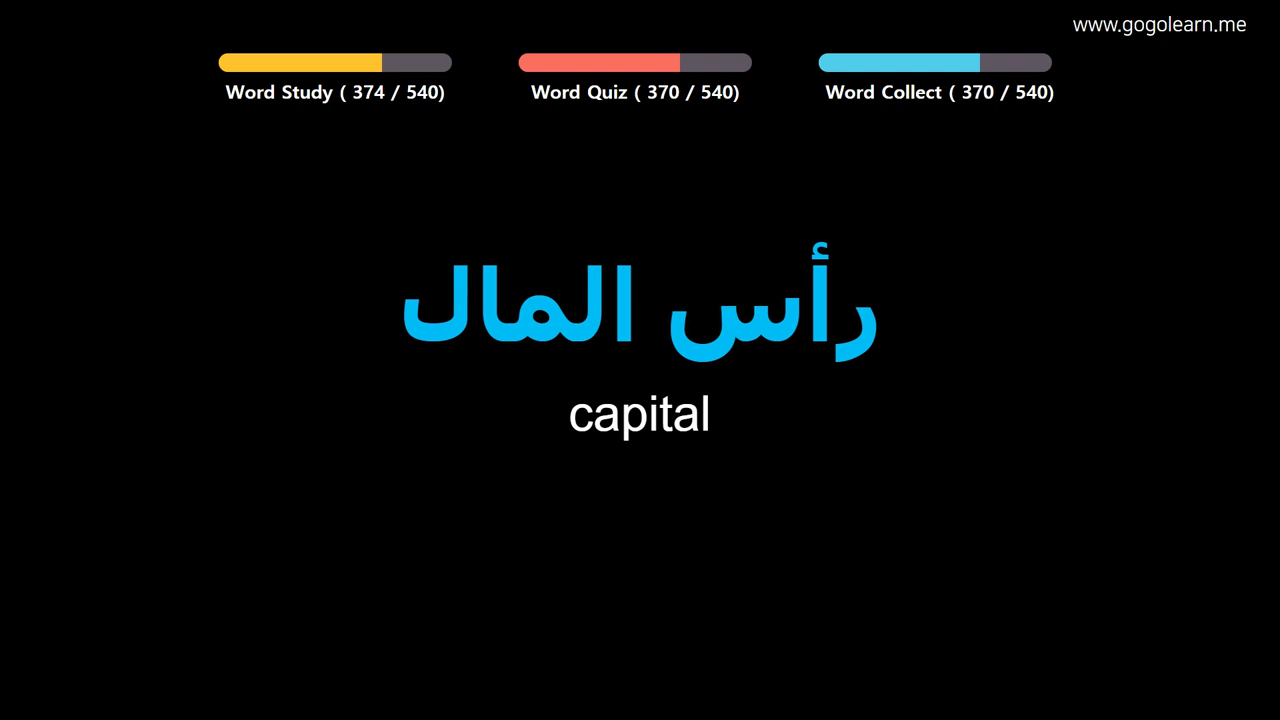 www.gogolearn.me
Word Study ( 374 / 540)
Word Quiz ( 370 / 540)
Word Collect ( 370 / 540)
رأس المال
capital